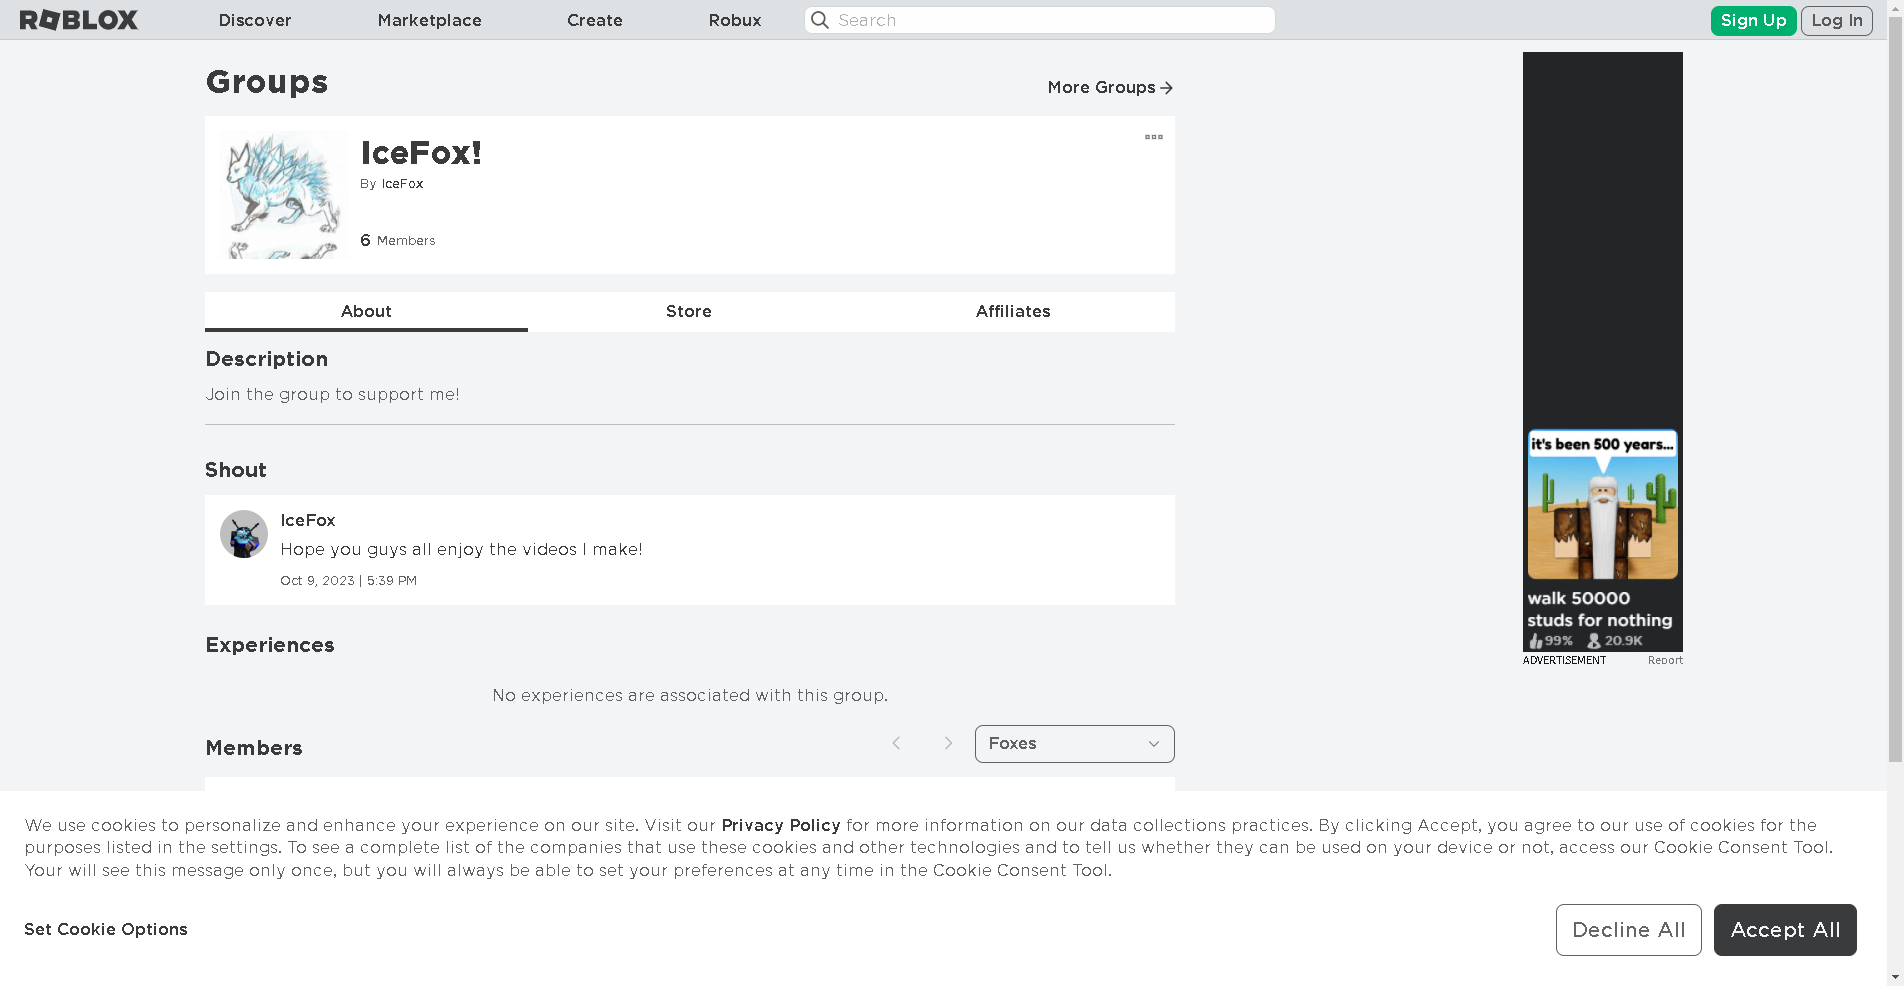 ROBLOX
Discover
Marketplace
Create
Robux
Search
Sign Up
Log In
Groups
More Groups
IceFox!
By IceFox
6 Members
About
Store
Affiliates
Description
Join the group to support me!
Shout
IceFox
Hope you guys all enjoy the videos I make!
Oct 9, 2023 | 5:39 PM
Experiences
No experiences are associated with this group.
Members
Foxes
it's been 500 years...
walk 50000
studs for nothing
99% 20.9K
ADVERTISEMENT
Report
We use cookies to personalize and enhance your experience on our site. Visit our Privacy Policy for more information on our data collections practices. By clicking Accept, you agree to our use of cookies for the
purposes listed in the settings. To see a complete list of the companies that use these cookies and other technologies and to tell us whether they can be used on your device or not, access our Cookie Consent Tool.
Your will see this message only once, but you will always be able to set your preferences at any time in the Cookie Consent Tool.
Set Cookie Options
Decline All
Accept All